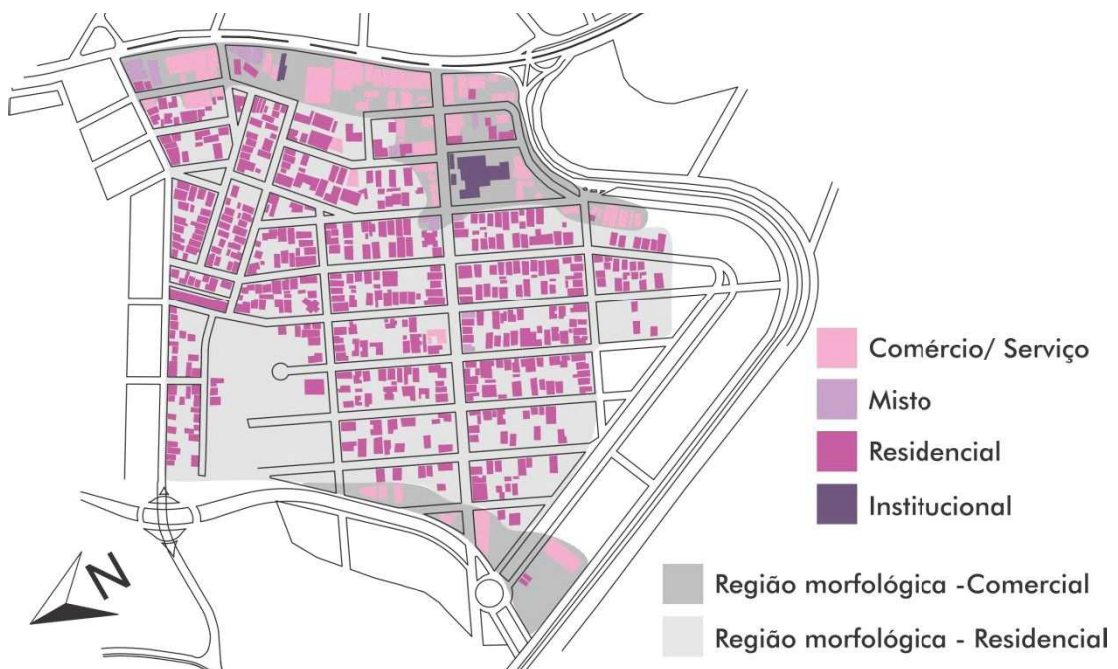 Comércio/ Serviço
Misto
Residencial
Institucional
N
Região morfológica -Comercial
Região morfológica - Residencial